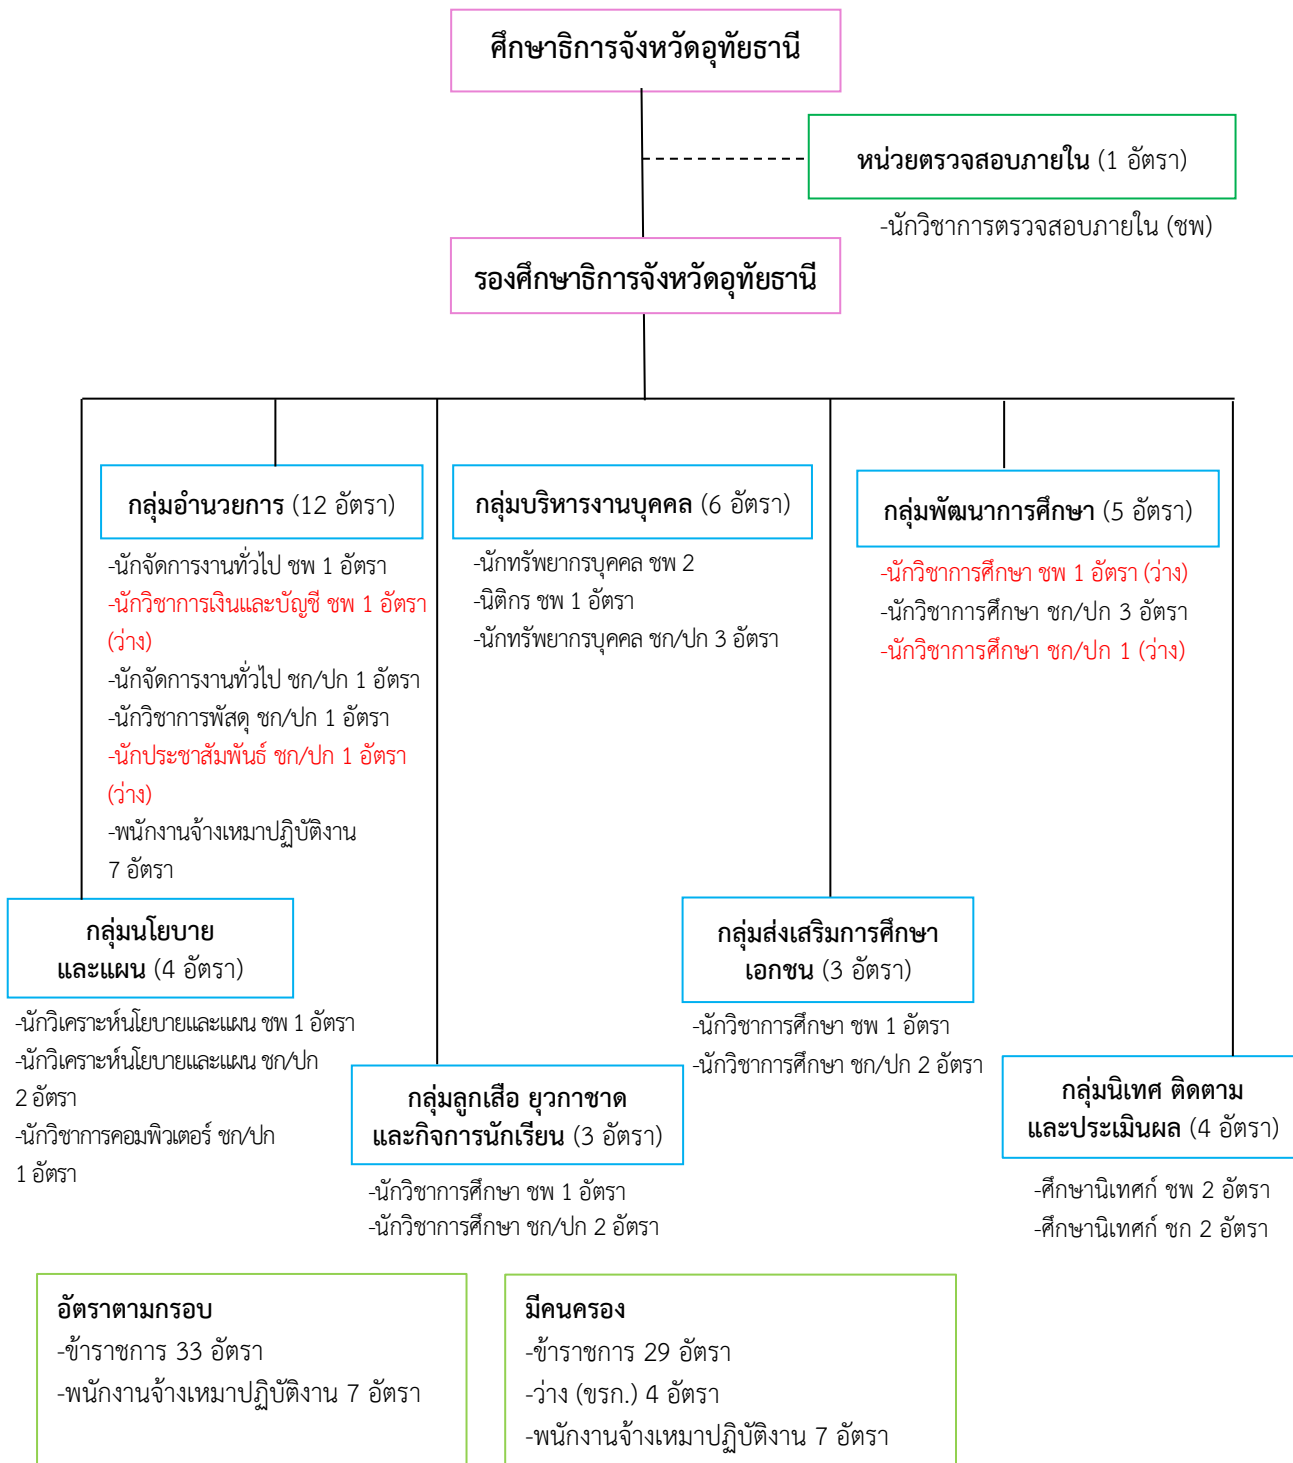 ศึกษาธิการจังหวัดอุทัยธานี
หน่วยตรวจสอบภายใน (1 อัตรา)
-นักวิชาการตรวจสอบภายใน (ชพ)
รองศึกษาธิการจังหวัดอุทัยธานี
กลุ่มอำนวยการ (12 อัตรา)
-นักจัดการงานทั่วไป ชพ 1 อัตรา
-นักวิชาการเงินและบัญชี ชพ 1 อัตรา
(ว่าง)
-นักจัดการงานทั่วไป ชก/ปก 1 อัตรา
-นักวิชาการพัสดุ ชก/ปก 1 อัตรา
-นักประชาสัมพันธ์ ชก/ปก 1 อัตรา
(ว่าง)
-พนักงานจ้างเหมาปฏิบัติงาน
7 อัตรา
กลุ่มบริหารงานบุคคล (6 อัตรา)
-นักทรัพยากรบุคคล ชพ 2
-นิติกร ชพ 1 อัตรา
-นักทรัพยากรบุคคล ชก/ปก 3 อัตรา
กลุ่มพัฒนาการศึกษา (5 อัตรา)
-นักวิชาการศึกษา ชพ 1 อัตรา (ว่าง)
-นักวิชาการศึกษา ชก/ปก 3 อัตรา
-นักวิชาการศึกษา ชก/ปก 1 (ว่าง)
กลุ่มนโยบาย
และแผน (4 อัตรา)
-นักวิเคราะห์นโยบายและแผน ชพ 1 อัตรา
-นักวิเคราะห์นโยบายและแผน ชก/ปก
2 อัตรา
-นักวิชาการคอมพิวเตอร์ ชก/ปก
1 อัตรา
กลุ่มลูกเสือ ยุวกาชาด
และกิจการนักเรียน (3 อัตรา)
-นักวิชาการศึกษา ชพ 1 อัตรา
-นักวิชาการศึกษา ชก/ปก 2 อัตรา
กลุ่มส่งเสริมการศึกษา
เอกชน (3 อัตรา)
-นักวิชาการศึกษา ชพ 1 อัตรา
-นักวิชาการศึกษา ชก/ปก 2 อัตรา
กลุ่มนิเทศ ติดตาม
และประเมินผล (4 อัตรา)
-ศึกษานิเทศก์ ชพ 2 อัตรา
-ศึกษานิเทศก์ ชก 2 อัตรา
อัตราตามกรอบ
-ข้าราชการ 33 อัตรา
-พนักงานจ้างเหมาปฏิบัติงาน 7 อัตรา
มีคนครอง
-ข้าราชการ 29 อัตรา
-ว่าง (ขรก.) 4 อัตรา
-พนักงานจ้างเหมาปฏิบัติงาน 7 อัตรา